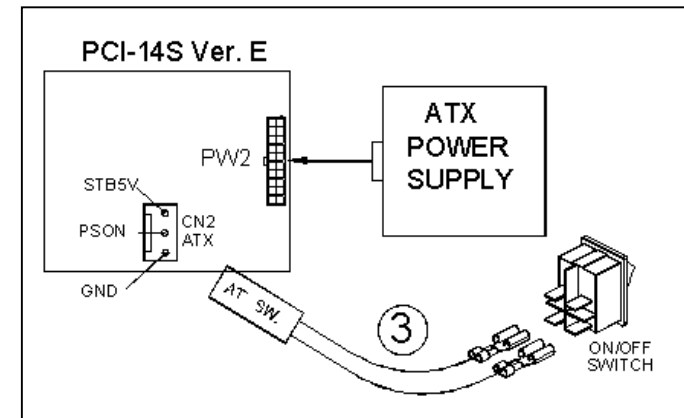 PCI-14S Ver. E
PW2
ATX
POWER
SUPPLY
STB5V
PSON
GND
CN2
ATX
AT SW.
3
ON/OFF
SWITCH